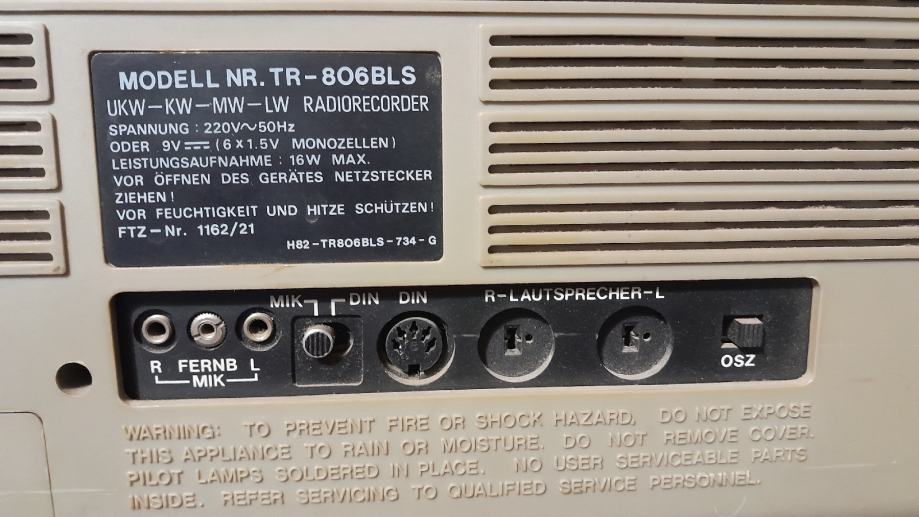 MODELL NR. TR-806BLS
UKW-KW-MW-LW RADIORECORDER
SPANNUNG : 220V~50Hz
ODER 9V⎓(6×1.5V MONOZELLEN)
LEISTUNGSAUFNAHME : 16W MAX.
VOR ÖFFNEN DES GERÄTES NETZSTECKER
ZIEHEN!
VOR FEUCHTIGKEIT UND HITZE SCHÜTZEN!
FTZ-Nr. 1162/21
H82-TR806BLS-734-G
MIK DIN DIN R-LAUTSPRECHER-L
R FERNB L
MIK
OSZ
WARNING: TO PREVENT FIRE OR SHOCK HAZARD, DO NOT EXPOSE
THIS APPLIANCE TO RAIN OR MOISTURE. DO NOT REMOVE COVER.
PILOT LAMPS SOLDERED IN PLACE. NO USER SERVICEABLE PARTS
INSIDE. REFER SERVICING TO QUALIFIED SERVICE PERSONNEL.